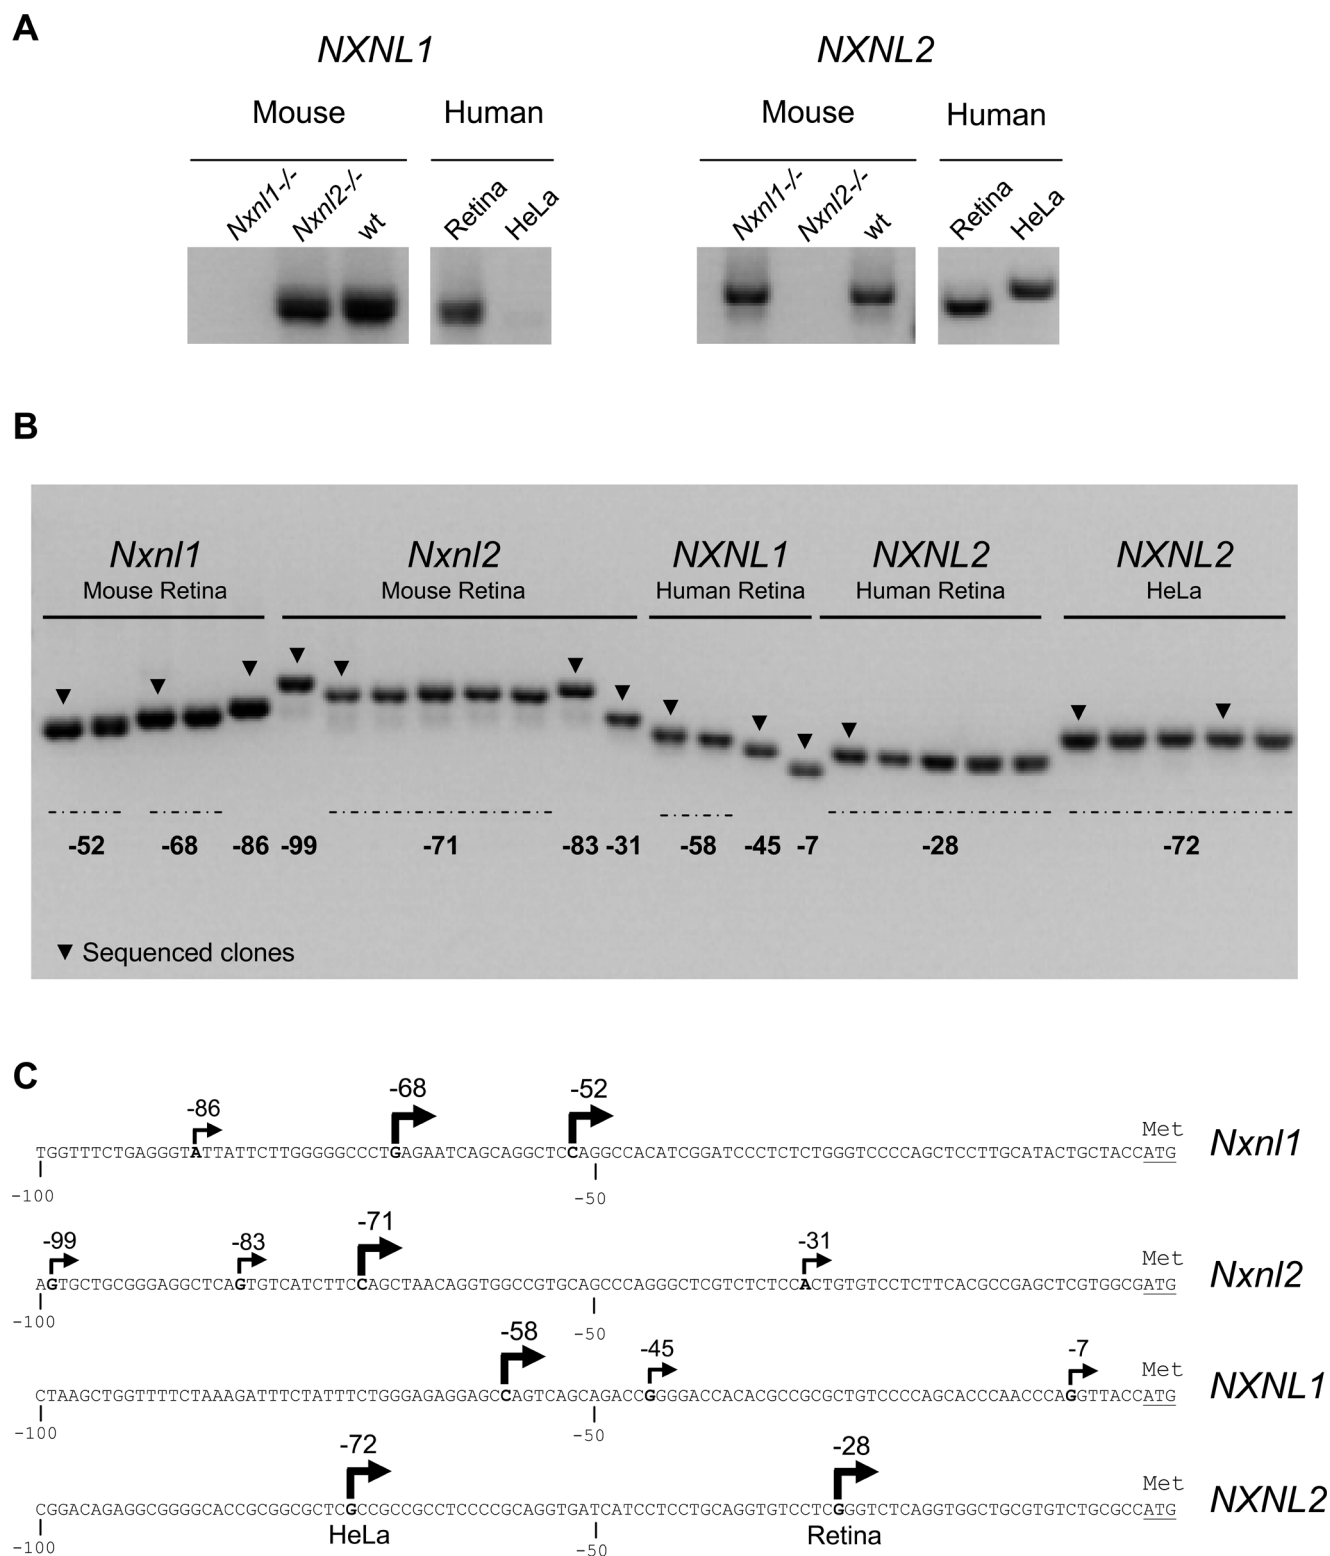 A
NXNL1 NXNL2
Mouse Human Mouse Human
Nxnl1-/- Nxnl2-/- wt Retina HeLa Nxnl1-/- Nxnl2-/- wt Retina HeLa
B
Nxnl1 Nxnl2 NXNL1 NXNL2 NXNL2
Mouse Retina Mouse Retina Human Retina Human Retina HeLa
-52 -68 -86 -99 -71 -83 -31 -58 -45 -7 -28 -72
▼ Sequenced clones
C
-86 -68 -52
Met
TGGTTTCTGAGGGTATTATTCTTGGGGGCCCTGAGAATCAGCAGGCTCCAGGCCACATCGGATCCCTCTCTGGGTCCCCAGCTCCTTGCATACTGCTACCATG Nxnl1
-100 -50
-99 -83 -71 -31
Met
AGTGCTGCGGGAGGCTCAGTGTCATCTTCCAGCTAACAGGTGGCCGTGCAGCCCAGGGCTCGTCTCTCCACTGTGTCCTCTTCACGCCGAGCTCGTGGCGATG Nxnl2
-100 -50
-58 -45 -7
Met
CTAAGCTGGTTTTCTAAAGATTTCTATTTCTGGGAGAGGAGCCAGTCAGCAGACCGGGGACCACACGCCGCGCTGTCCCCAGCACCCAACCCAGGTTACCATG NXNL1
-100 -50
-72 -28
Met
CGGACAGAGGCGGGGCACCGCGGCGCTCGCCGCCGCCTCCCCGCAGGTGATCATCCTCCTGCAGGTGTCCTCGGGTCTCAGGTGGCTGCGTGTCTGCGCCATG NXNL2
HeLa Retina
-100 -50